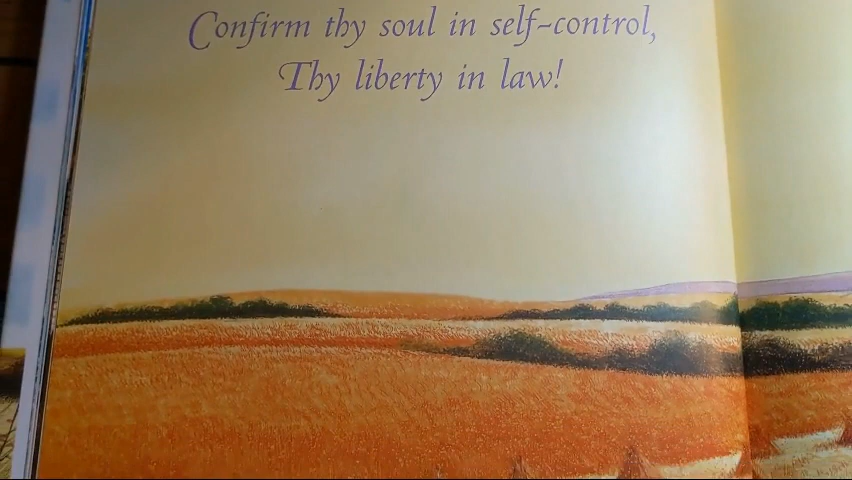 Confirm thy soul in self-control,
Thy liberty in law!